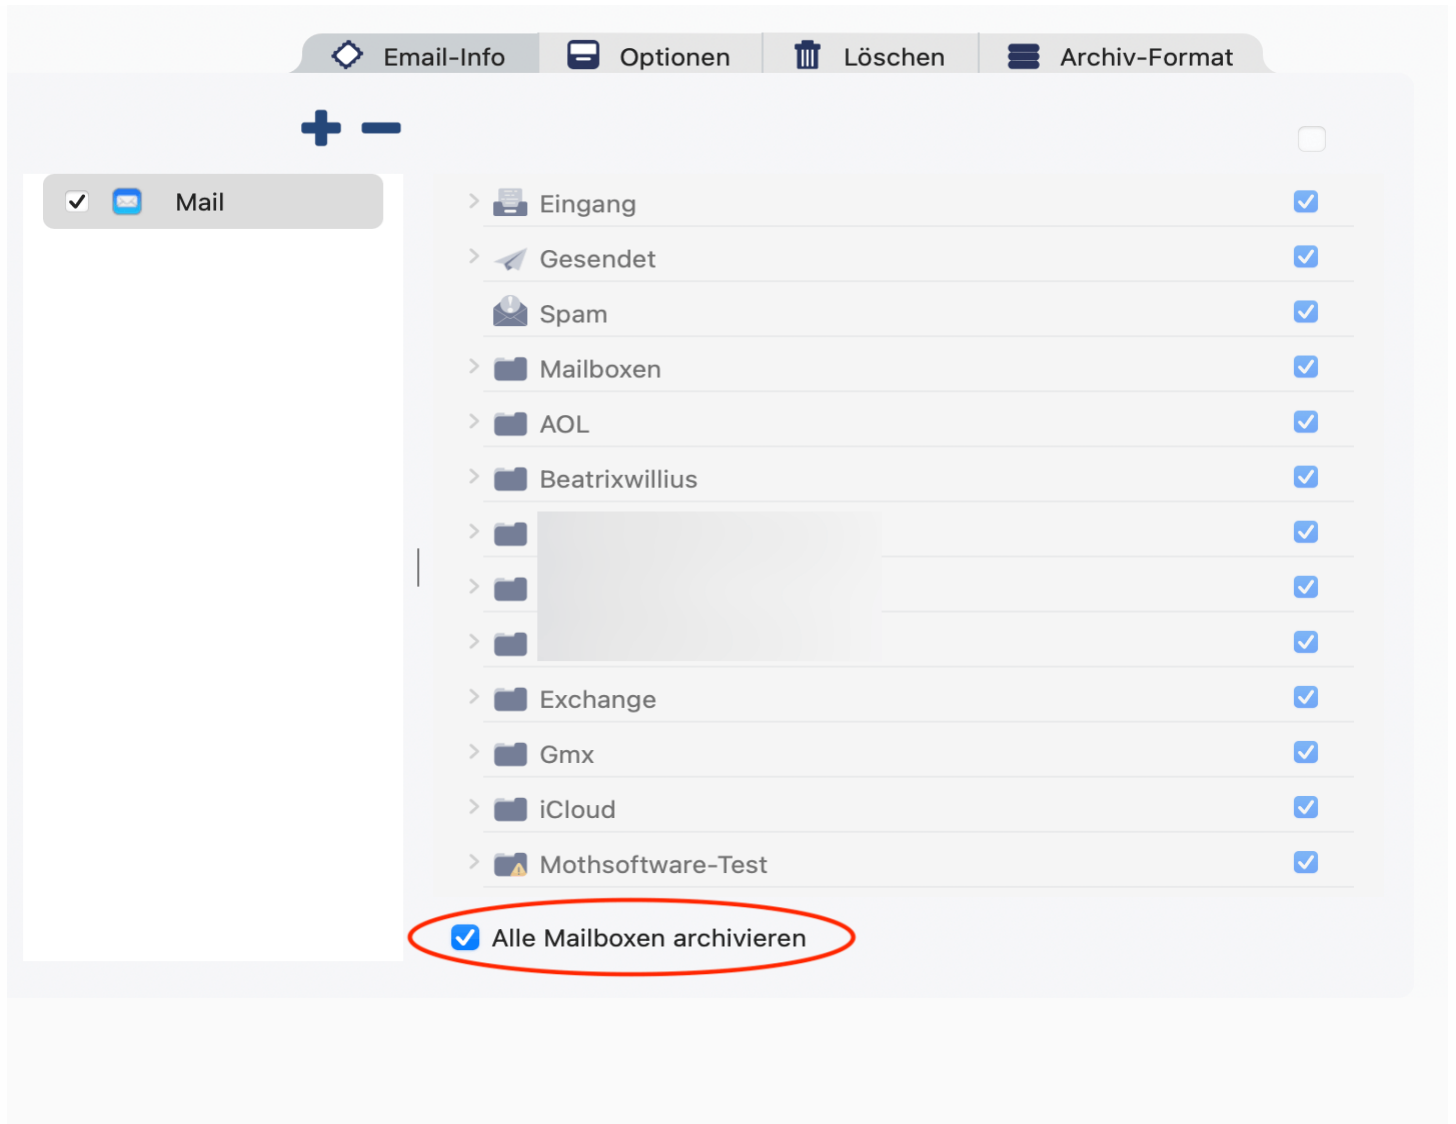 Email-Info
Optionen
Löschen
Archiv-Format
Mail
Eingang
Gesendet
Spam
Mailboxen
AOL
Beatrixwillius
Exchange
Gmx
iCloud
Mothsoftware-Test
Alle Mailboxen archivieren